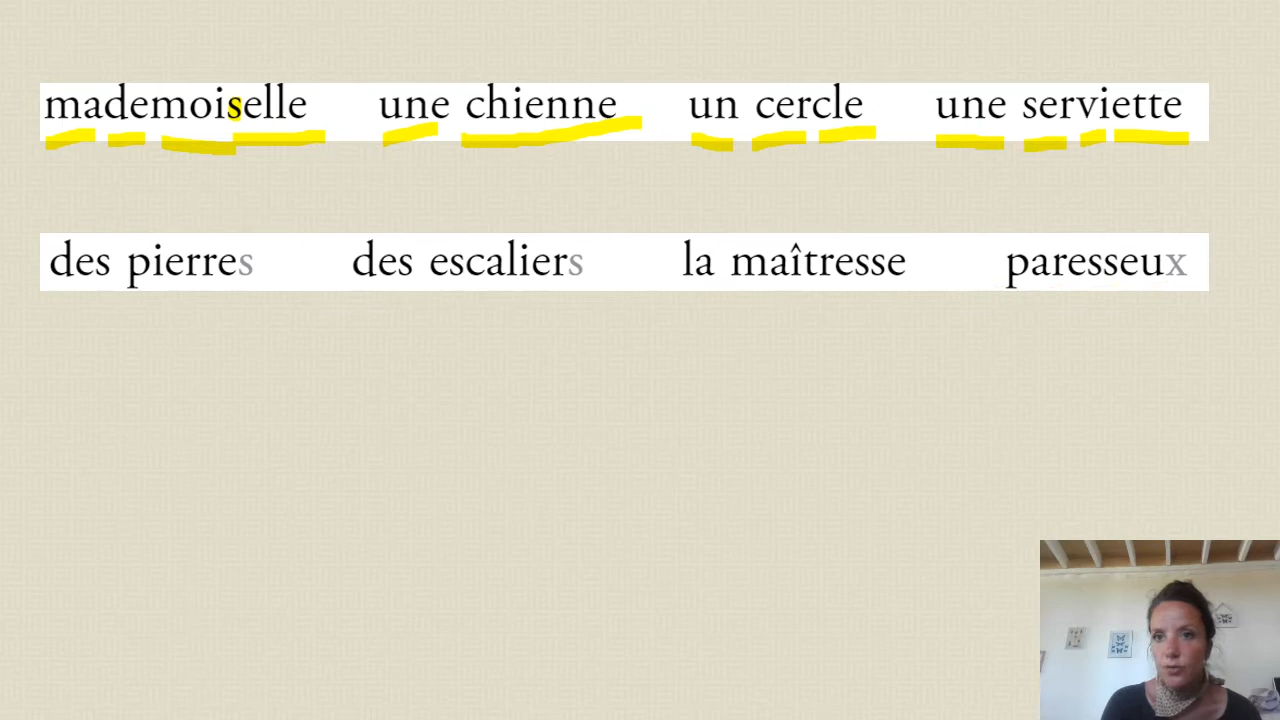 mademoiselle une chienne un cercle une serviette
des pierres des escaliers la maîtresse paresseux